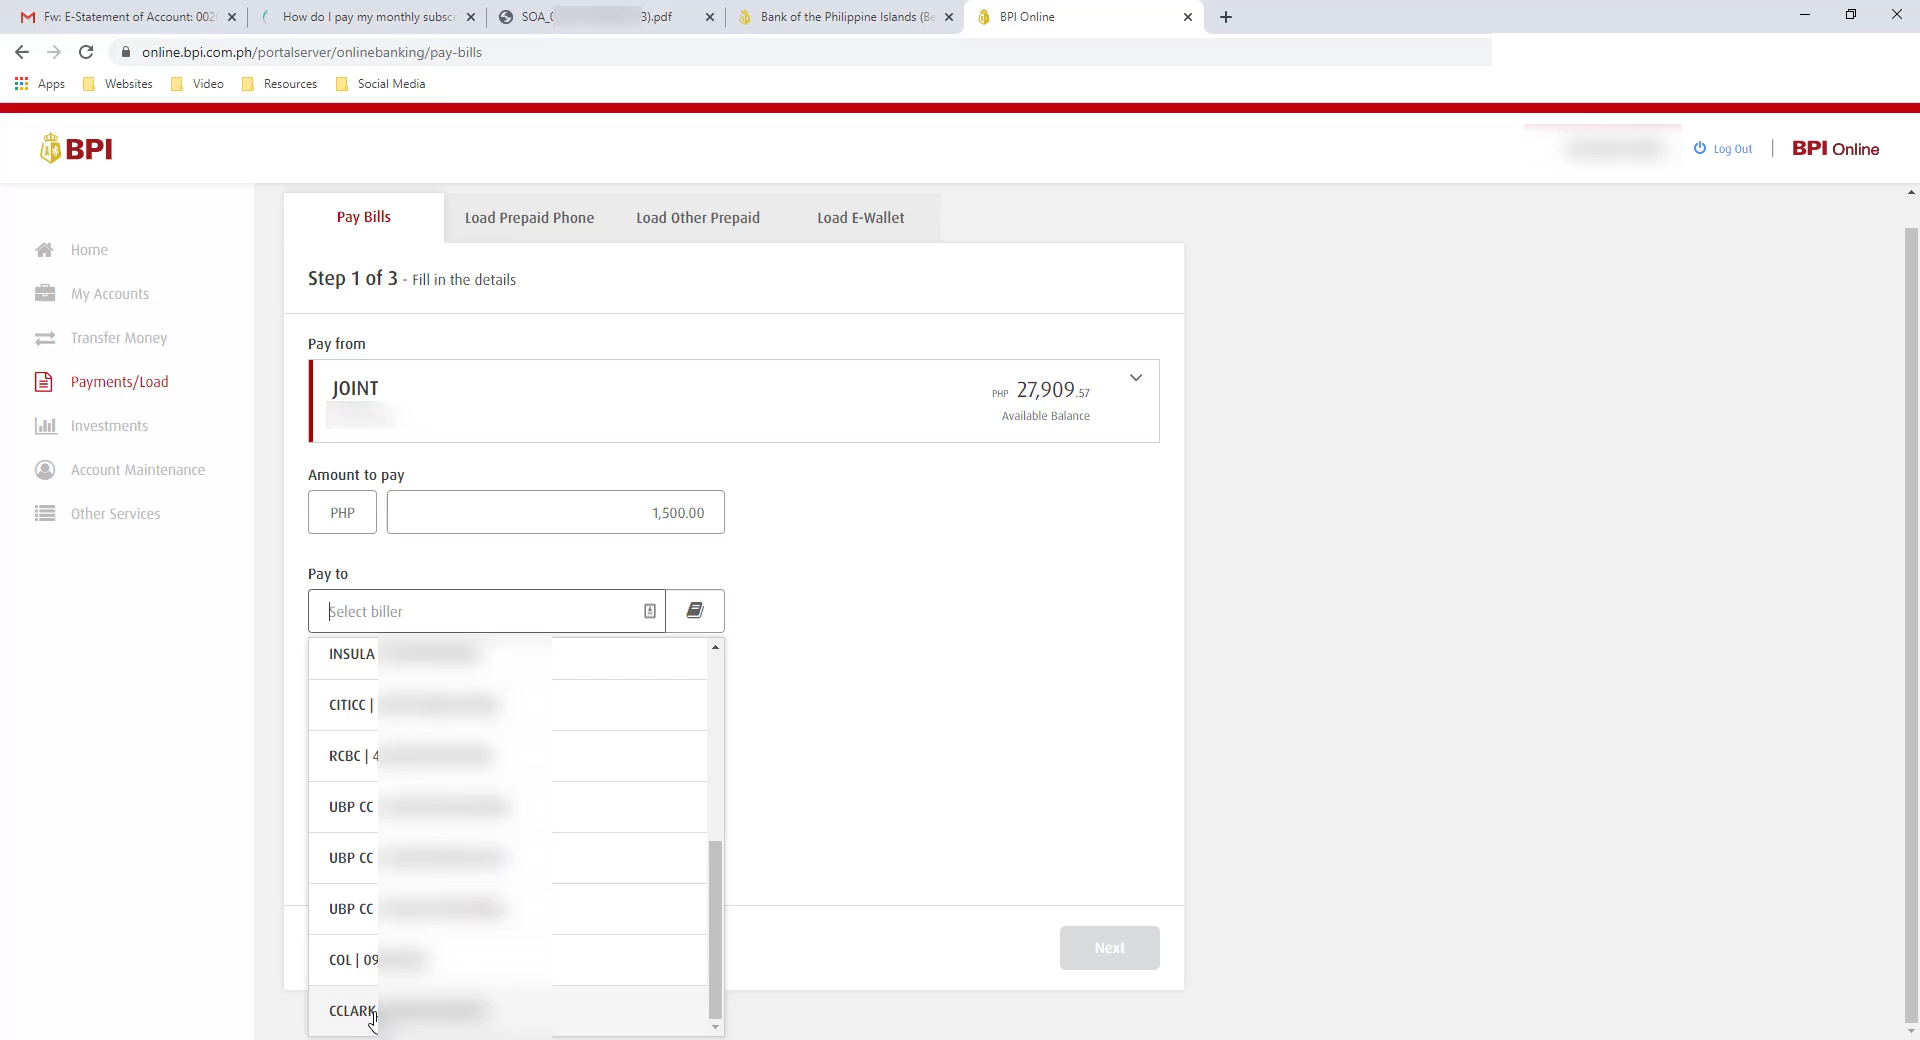 Fw: E-Statement of Account: 002
How do I pay my monthly subsc
SOA_
3).pdf
Bank of the Philippine Islands (B
BPI Online
online.bpi.com.ph/portalserver/onlinebanking/pay-bills
Apps
Websites
Video
Resources
Social Media
BPI
Log Out
BPI Online
Home
My Accounts
Transfer Money
Payments/Load
Investments
Account Maintenance
Other Services
Pay Bills
Load Prepaid Phone
Load Other Prepaid
Load E-Wallet
Step 1 of 3 - Fill in the details
Pay from
JOINT
PHP 27,909.57
Available Balance
Amount to pay
PHP
1,500.00
Pay to
Select biller
INSULA
CITICC |
RCBC | 4
UBP CC
UBP CC
UBP CC
COL | 09
CCLARK
Next